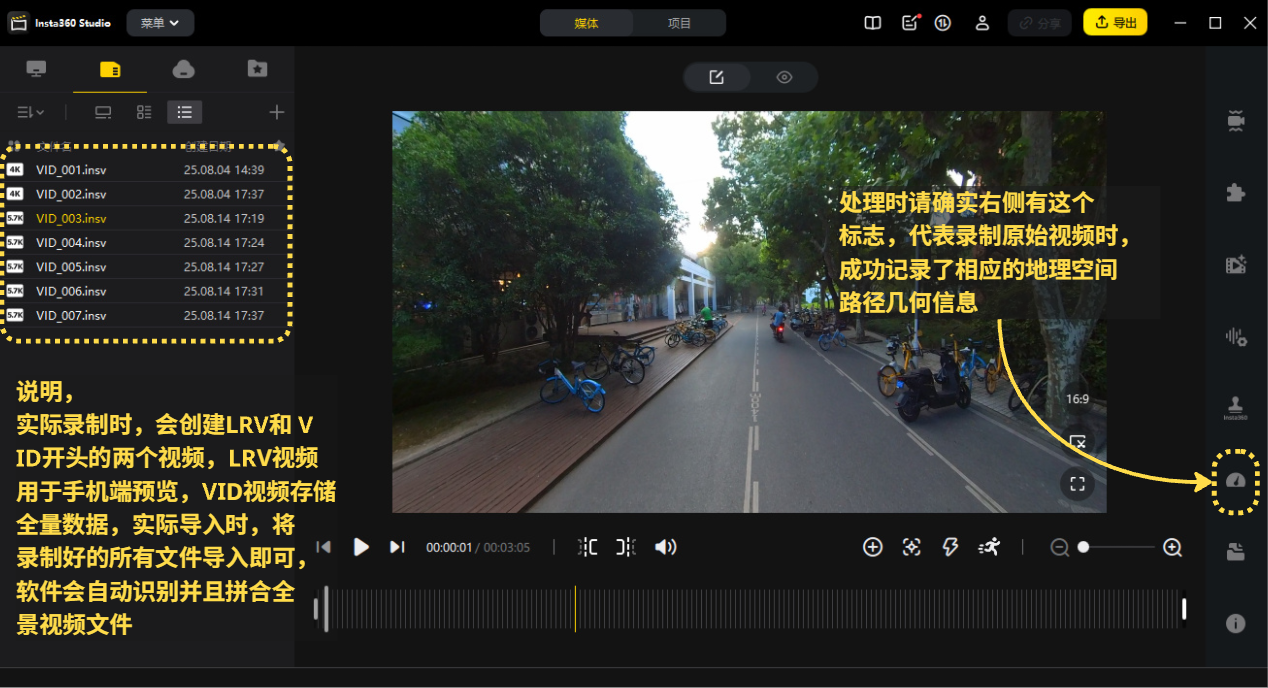 Insta360 Studio
菜单
媒体
项目
分享
导出
4K VID_001.insv 25.08.04 14:39
4K VID_002.insv 25.08.04 17:37
5.7K VID_003.insv 25.08.14 17:19
5.7K VID_004.insv 25.08.14 17:24
5.7K VID_005.insv 25.08.14 17:27
5.7K VID_006.insv 25.08.14 17:31
5.7K VID_007.insv 25.08.14 17:37
处理时请确实右侧有这个
标志，代表录制原始视频时，
成功记录了相应的地理空间
路径几何信息
16:9
Insta360
说明，
实际录制时，会创建LRV和 V
ID开头的两个视频，LRV视频
用于手机端预览，VID视频存储
全量数据，实际导入时，将
录制好的所有文件导入即可，
软件会自动识别并且拼合全
景视频文件
00:00:01 / 00:03:05